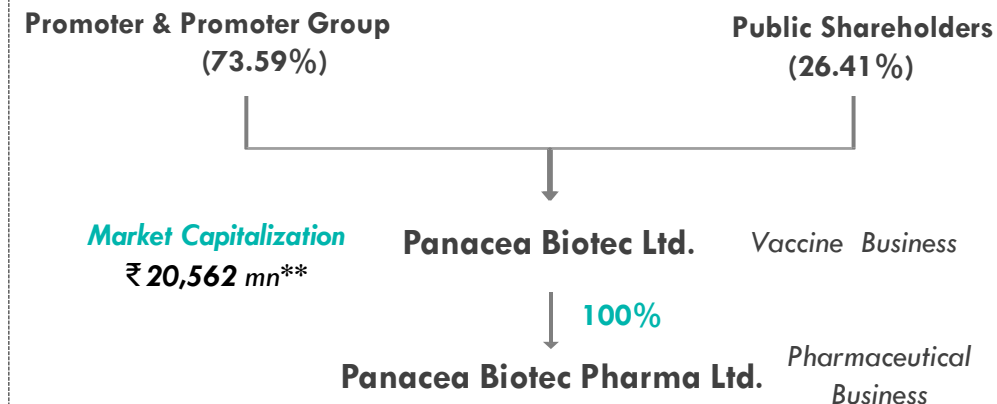 Promoter & Promoter Group
(73.59%)
Public Shareholders
(26.41%)
Market Capitalization
₹ 20,562 mn**
Panacea Biotec Ltd.
Vaccine Business
100%
Panacea Biotec Pharma Ltd.
Pharmaceutical
Business